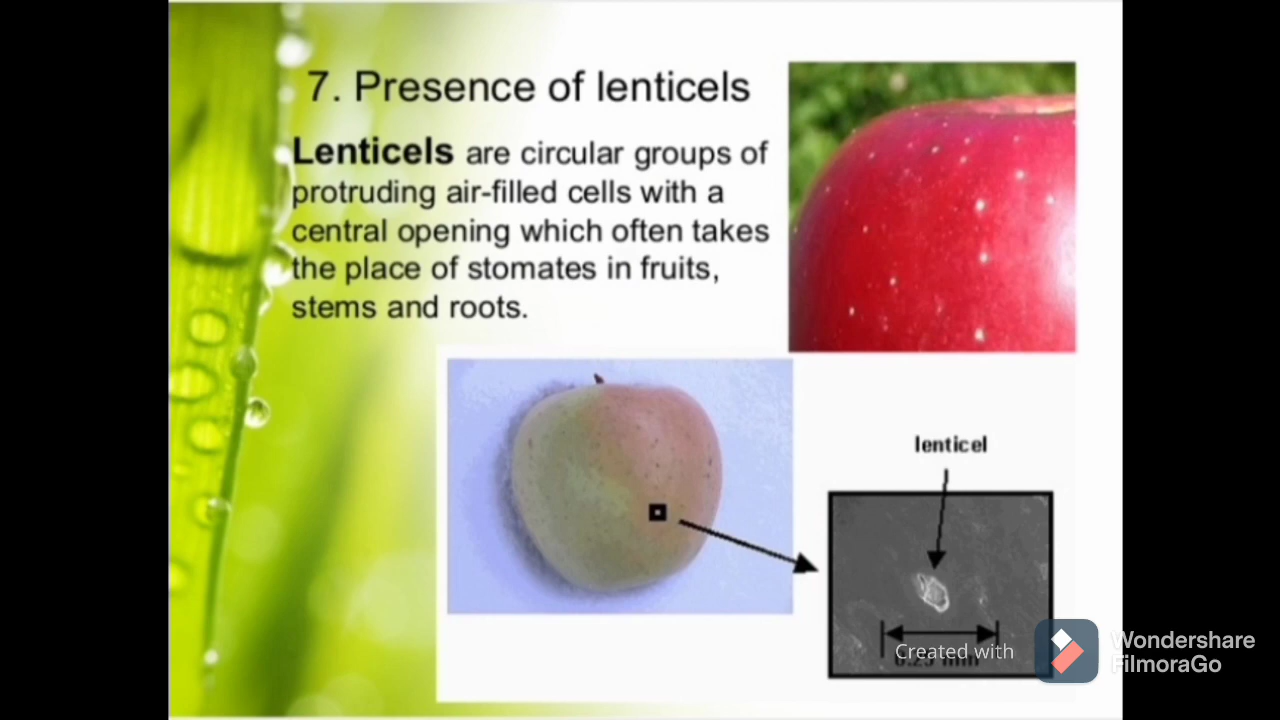 7. Presence of lenticels
Lenticels are circular groups of
protruding air-filled cells with a
central opening which often takes
the place of stomates in fruits,
stems and roots.
lenticel
Created with
Wondershare
FilmoraGo